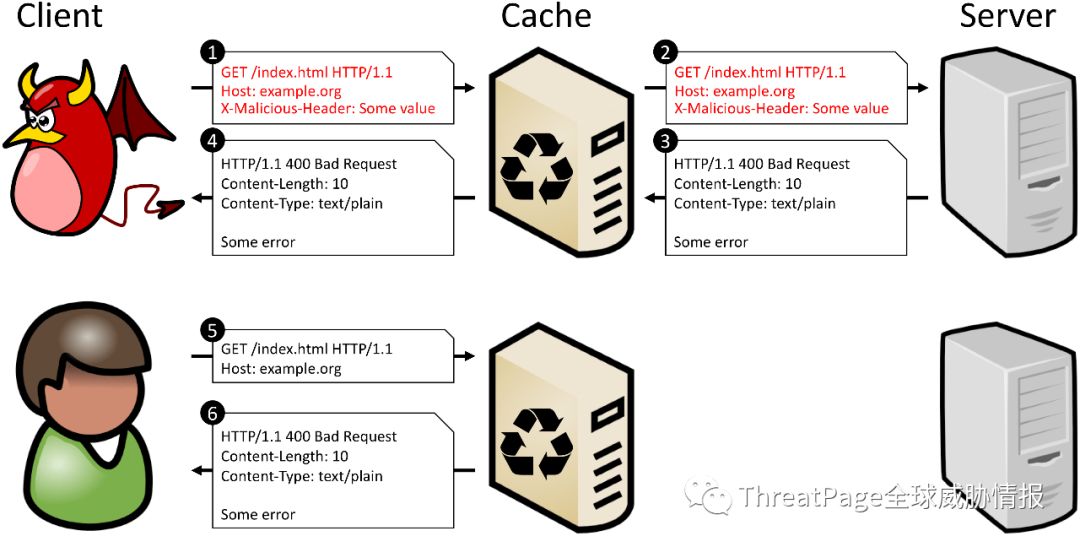 Client
Cache
Server
1
GET /index.html HTTP/1.1
Host: example.org
X-Malicious-Header: Some value
2
GET /index.html HTTP/1.1
Host: example.org
X-Malicious-Header: Some value
4
HTTP/1.1 400 Bad Request
Content-Length: 10
Content-Type: text/plain
Some error
3
HTTP/1.1 400 Bad Request
Content-Length: 10
Content-Type: text/plain
Some error
5
GET /index.html HTTP/1.1
Host: example.org
6
HTTP/1.1 400 Bad Request
Content-Length: 10
Content-Type: text/plain
Some error
ThreatPage全球威胁情报